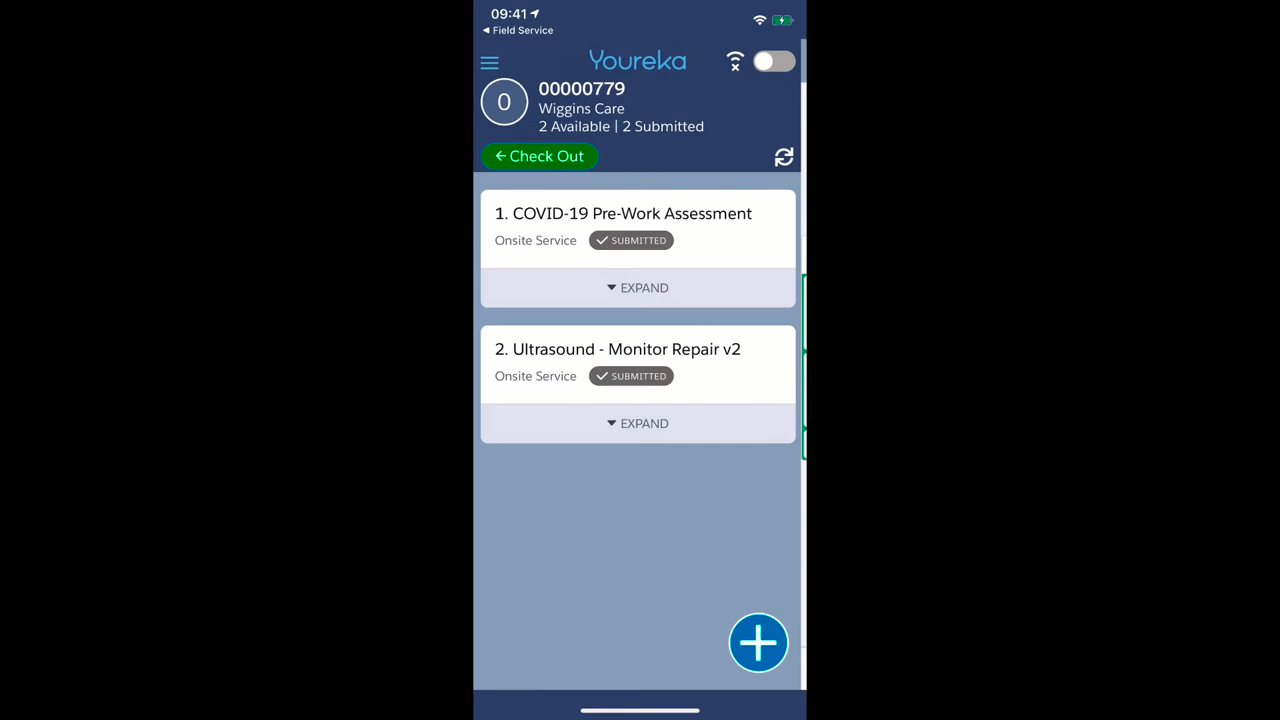 09:41
Field Service
Youreka
0
00000779
Wiggins Care
2 Available | 2 Submitted
Check Out
1. COVID-19 Pre-Work Assessment
Onsite Service
SUBMITTED
EXPAND
2. Ultrasound - Monitor Repair v2
Onsite Service
SUBMITTED
EXPAND